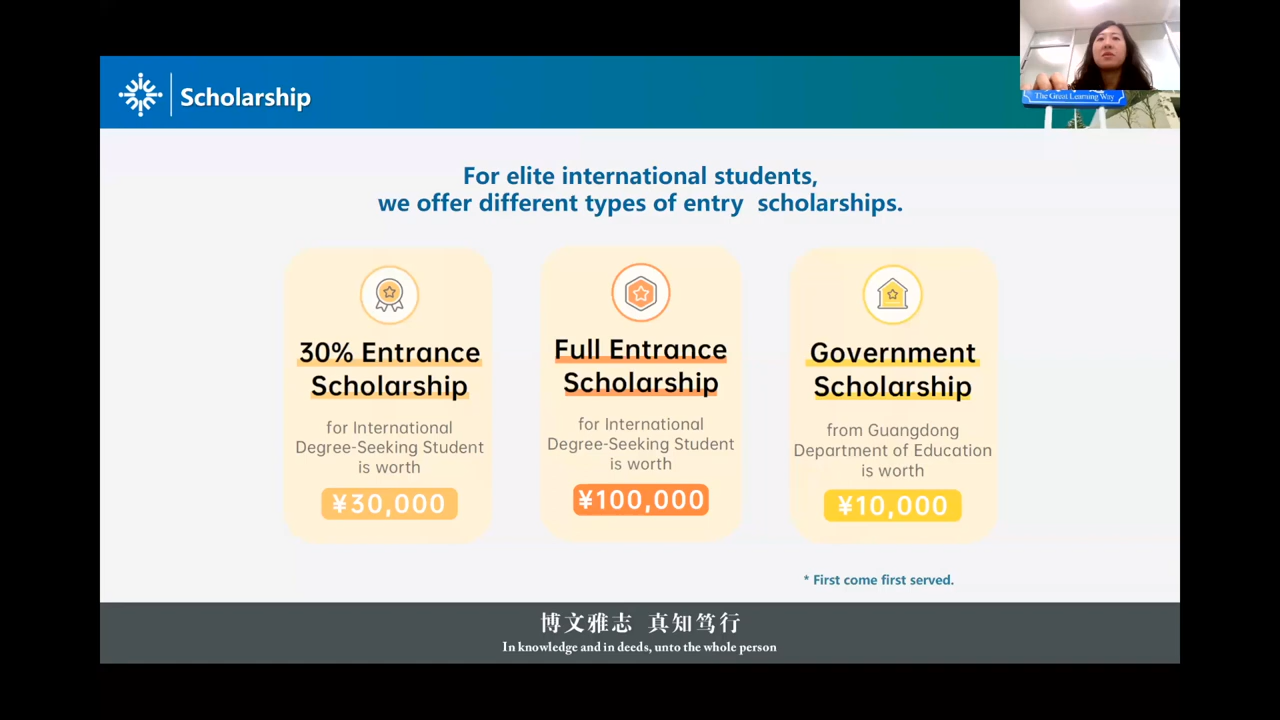 Scholarship
The Great Learning Way
For elite international students,
we offer different types of entry scholarships.
30% Entrance
Scholarship
for International
Degree-Seeking Student
is worth
¥30,000
Full Entrance
Scholarship
for International
Degree-Seeking Student
is worth
¥100,000
Government
Scholarship
from Guangdong
Department of Education
is worth
¥10,000
* First come first served.
博文雅志 真知笃行
In knowledge and in deeds, unto the whole person